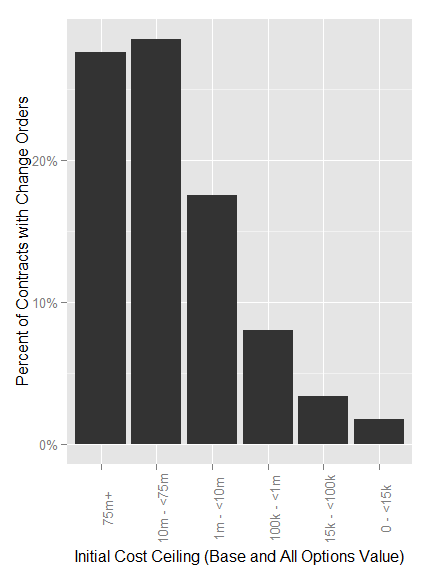 Percent of Contracts with Change Orders
20%
10%
0%
75m+
10m - <75m
1m - <10m
100k - <1m
15k - <100k
0 - <15k
Initial Cost Ceiling (Base and All Options Value)